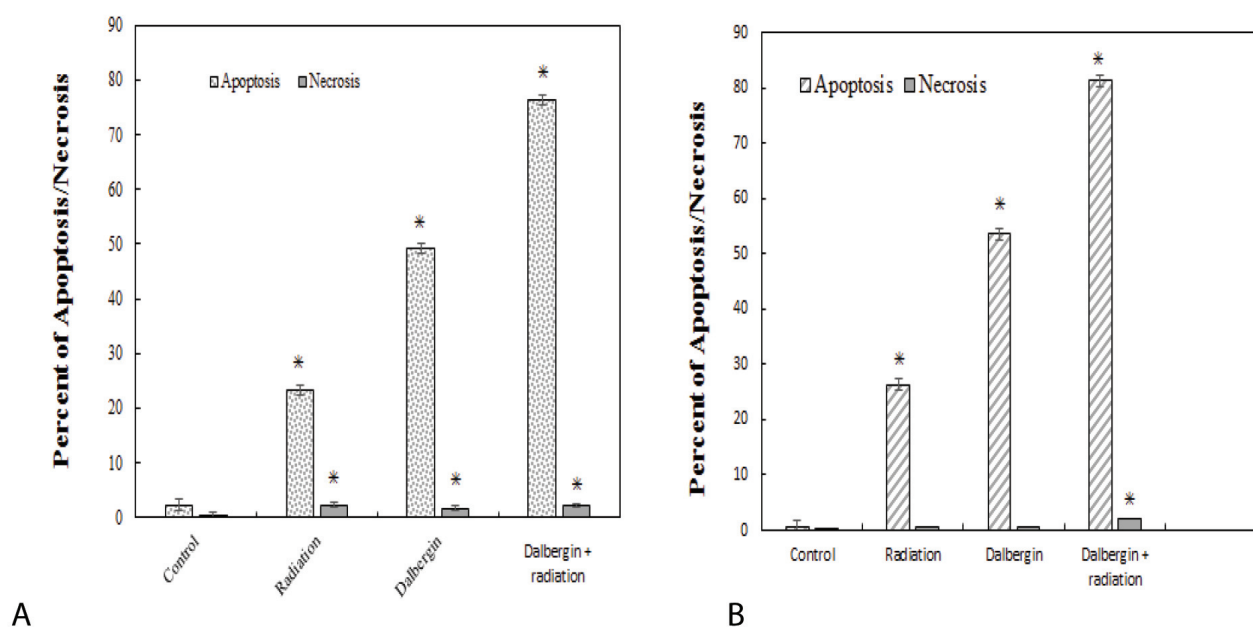 Percent of Apoptosis/Necrosis
90
80
70
60
50
40
30
20
10
0
Apoptosis Necrosis
*
*
*
*
*
*
Control
Radiation
Dalbergin
Dalbergin +
radiation
A
Percent of Apoptosis/Necrosis
90
80
70
60
50
40
30
20
10
0
Apoptosis Necrosis
*
*
*
*
Control
Radiation
Dalbergin
Dalbergin +
radiation
B